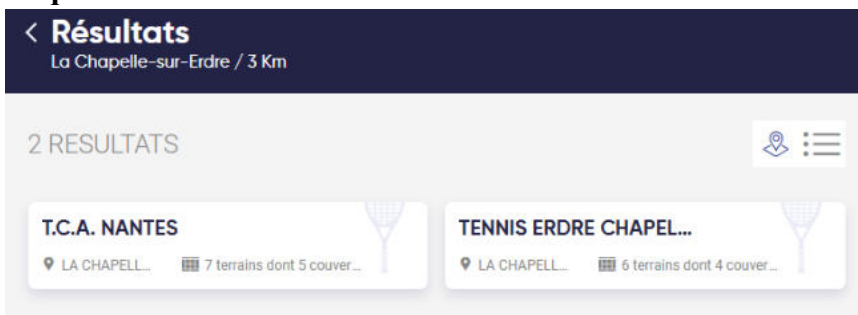 Résultats
La Chapelle-sur-Erdre / 3 Km
2 RESULTATS
T.C.A. NANTES
LA CHAPELL... 7 terrains dont 5 couver...
TENNIS ERDRE CHAPEL...
LA CHAPELL... 6 terrains dont 4 couver...